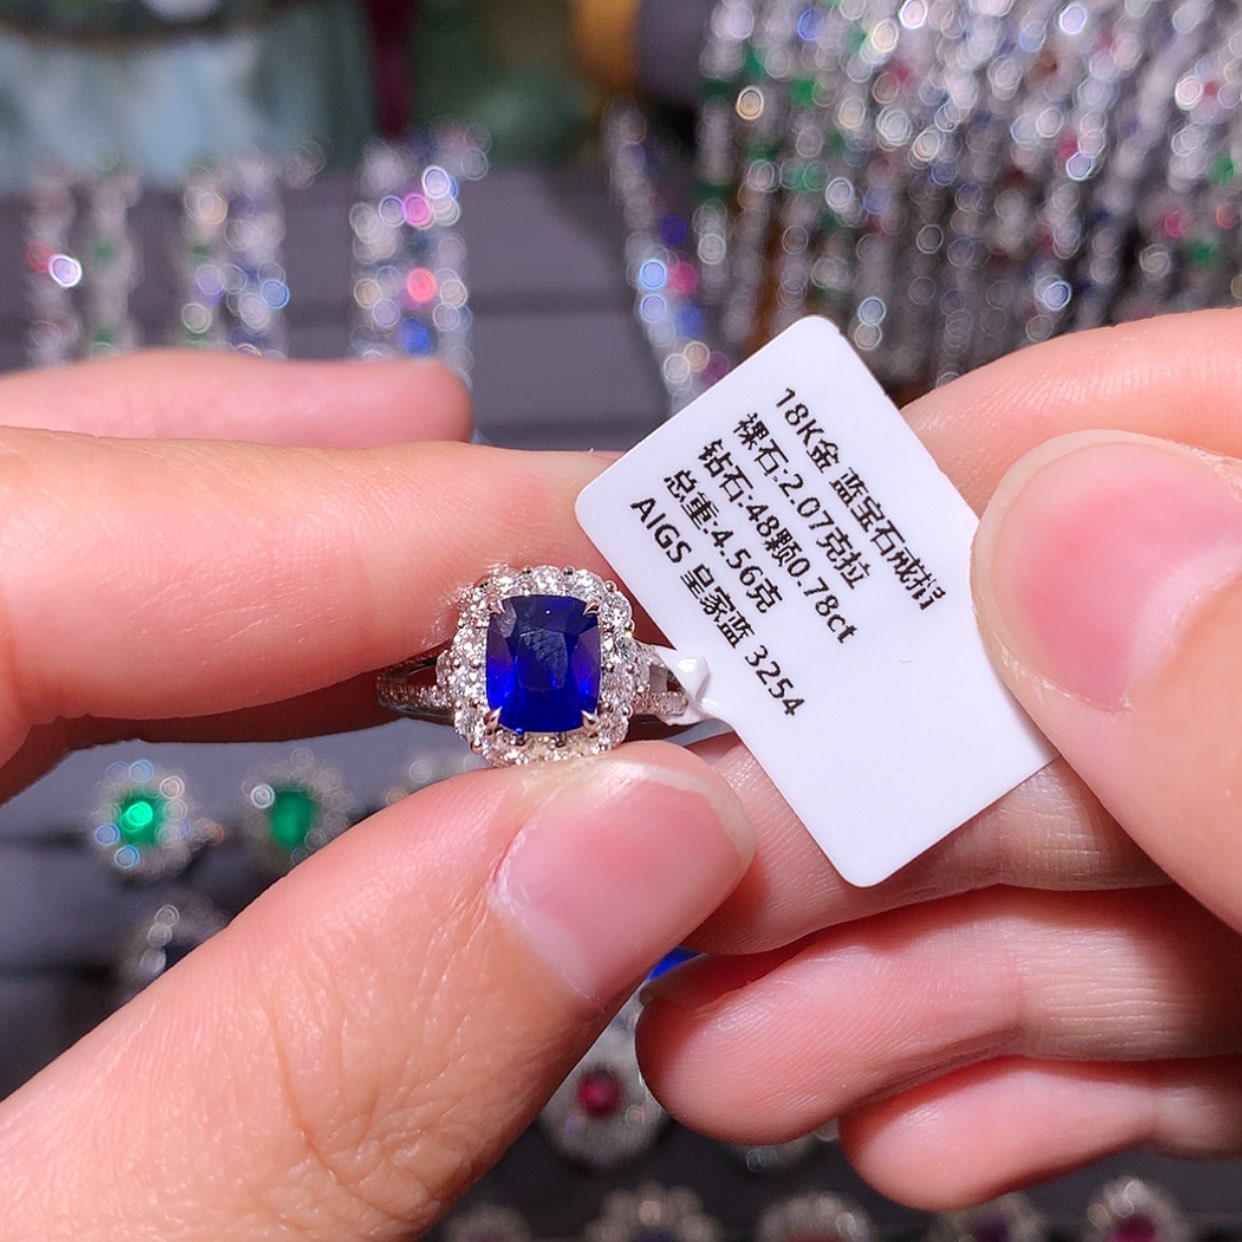 18K金 蓝宝石戒指
裸石:2.07克拉
钻石:48颗0.78ct
总重:4.56克
AIGS 皇家蓝 3254